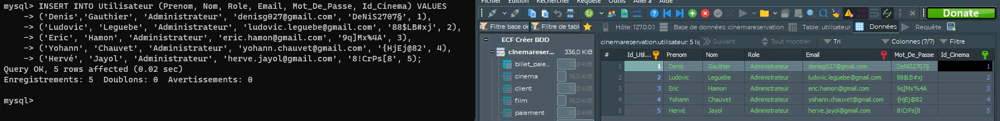 mysql> INSERT INTO Utilisateur (Prenom, Nom, Role, Email, Mot_De_Passe, Id_Cinema) VALUES
-> ('Denis','Gauthier', 'Administrateur', 'denisg027@gmail.com', 'DeNiS2707§', 1),
-> ('Ludovic', 'Leguebe', 'Administrateur', 'ludovic.leguebe@gmail.com', '88$LB#xj', 2),
-> ('Eric', 'Hamon', 'Administrateur', 'eric.hamon@gmail.com', '9q]Mx%4A', 3),
-> ('Yohann', 'Chauvet', 'Administrateur', 'yohann.chauvet@gmail.com', '{HjEj@82', 4),
-> ('Hervé', 'Jayol', 'Administrateur', 'herve.jayol@gmail.com', '8!CrPs[8', 5);
Query OK, 5 rows affected (0.02 sec)
Enregistrements: 5  Doublons: 0  Avertissements: 0
mysql>
Fichier Edition Rechercher Requête Outils Aller à Aide
Donate
Filtre base de Filtre de table
Hôte: 127.0.0.1 Base de données: cinemareservation Table: utilisateur Données Requête
ECF Créer BDD
cinemareser... 336,0 KiB
billet_paie... 32,0 KiB
cinema 16,0 KiB
client 32,0 KiB
film 16,0 KiB
paiement 32,0 KiB
cinemareservation.utilisateur: 5 lig Suivant Tout montrer Tri Colonnes (7/7) Filtre
# Id_Util... Prenom Nom Role Email Mot_De_Passe Id_Cinema
1 1 Denis Gauthier Administrateur denisg027@gmail.com DeNiS2707§ 1
2 2 Ludovic Leguebe Administrateur ludovic.leguebe@gmail.com 88$LB#xj 2
3 3 Eric Hamon Administrateur eric.hamon@gmail.com 9q]Mx%4A 3
4 4 Yohann Chauvet Administrateur yohann.chauvet@gmail.com {HjEj@82 4
5 5 Hervé Jayol Administrateur herve.jayol@gmail.com 8!CrPs[8 5